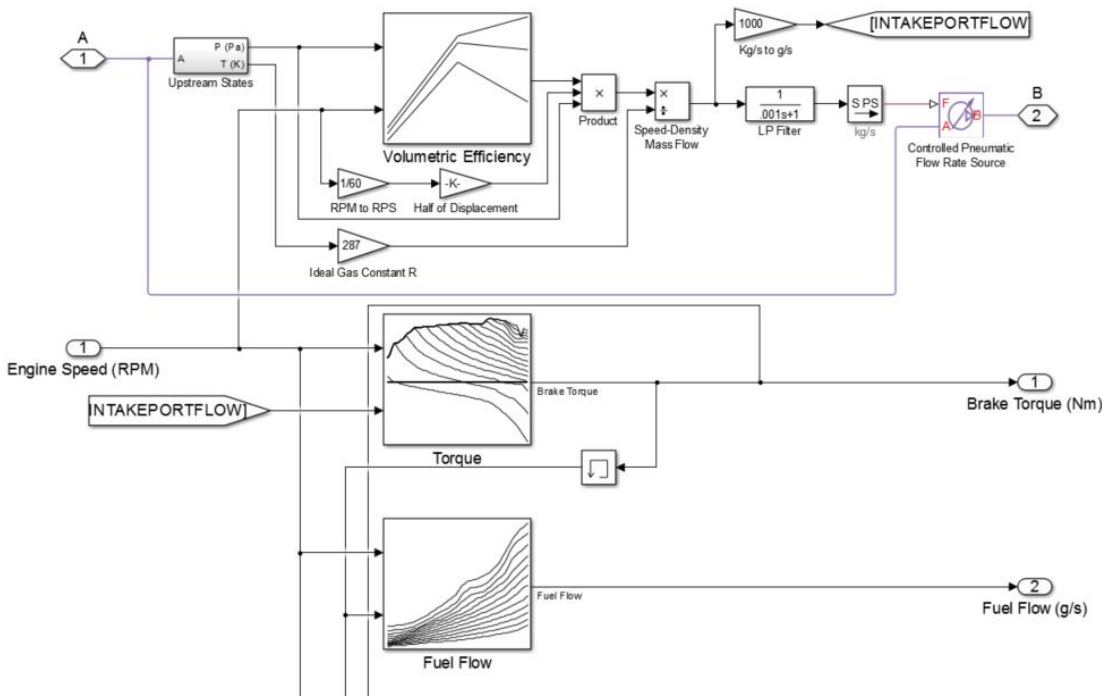 A
1
A
P (Pa)
T (K)
Upstream States
Volumetric Efficiency
1/60
RPM to RPS
-K-
Half of Displacement
287
Ideal Gas Constant R
×
Product
×
÷
Speed-Density
Mass Flow
1000
Kg/s to g/s
[INTAKEPORTFLOW]
1
.001s+1
LP Filter
S PS
kg/s
F
A
B
Controlled Pneumatic
Flow Rate Source
B
2
1
Engine Speed (RPM)
INTAKEPORTFLOW]
Torque
Brake Torque
1
Brake Torque (Nm)
Fuel Flow
Fuel Flow
2
Fuel Flow (g/s)